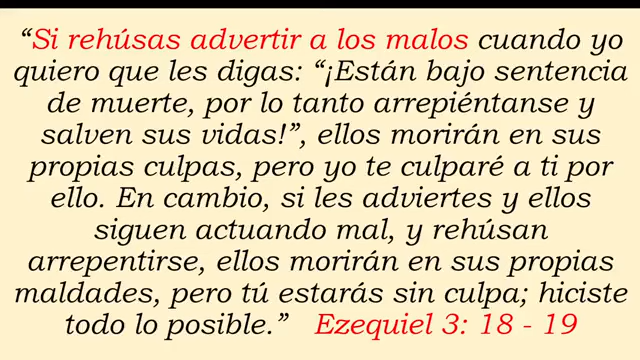 “Si rehúsas advertir a los malos cuando yo
quiero que les digas: “¡Están bajo sentencia
de muerte, por lo tanto arrepiéntanse y
salven sus vidas!”, ellos morirán en sus
propias culpas, pero yo te culparé a ti por
ello. En cambio, si les adviertes y ellos
siguen actuando mal, y rehúsan
arrepentirse, ellos morirán en sus propias
maldades, pero tú estarás sin culpa; hiciste
todo lo posible.” Ezequiel 3: 18 - 19